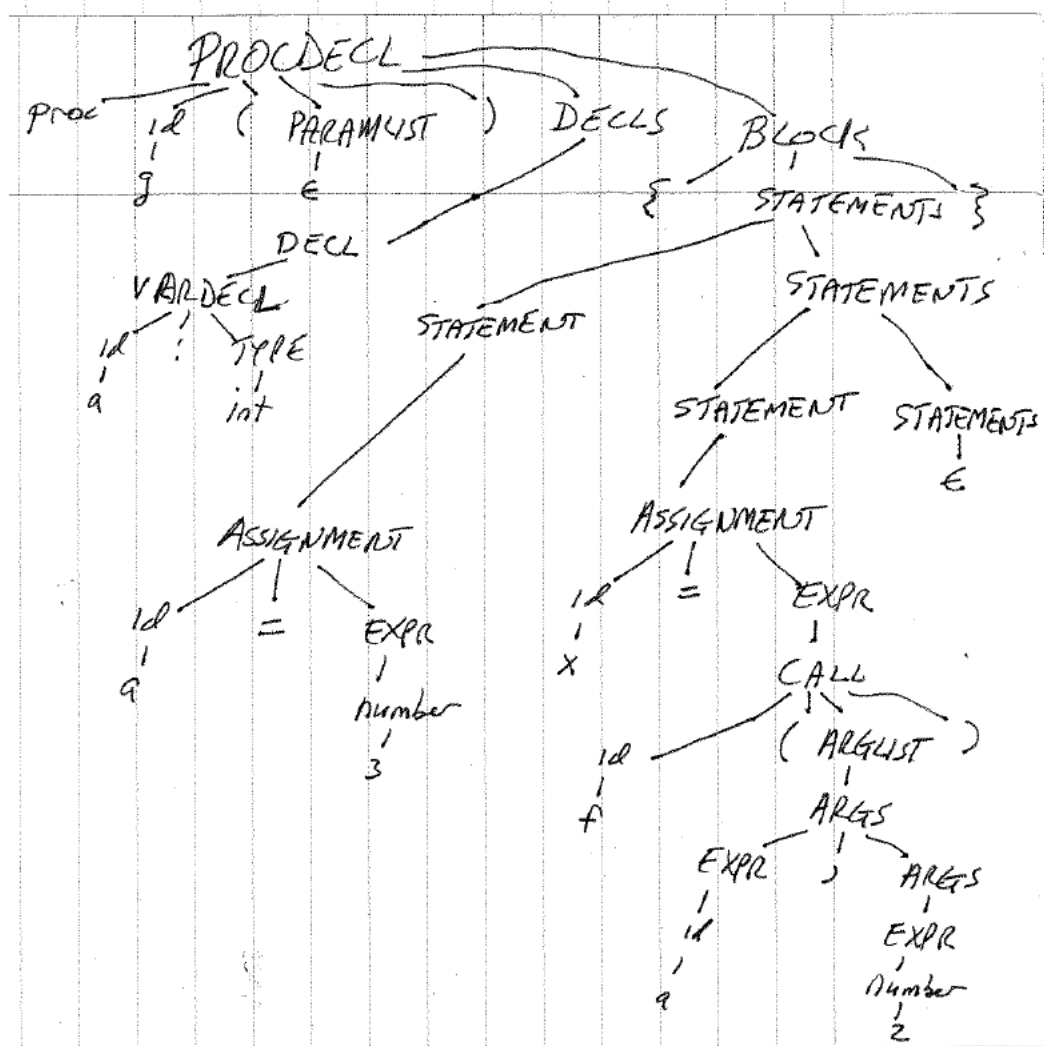 PROCDECL
proc id ( PARAMLIST ) DECLS BLOCK
g ϵ { STATEMENTS }
DECL
VARDECL STATEMENT STATEMENTS
id : TYPE
a int STATEMENT STATEMENTS
ϵ
ASSIGNMENT ASSIGNMENT
id = EXPR id = EXPR
a number x CALL
3 id ( ARGLIST )
f ARGS
EXPR , ARGS
id EXPR
a number
2